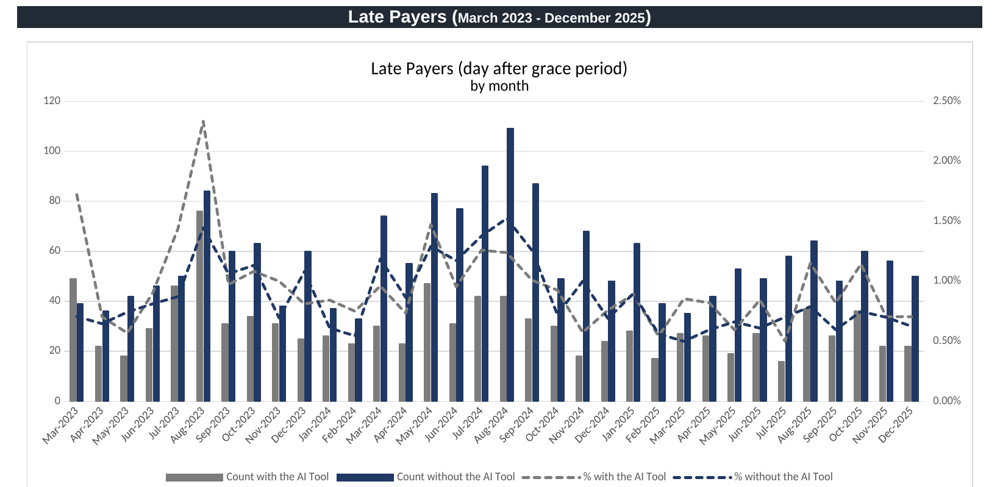 Late Payers (March 2023 - December 2025)
Late Payers (day after grace period)
by month
120
100
80
60
40
20
0
2.50%
2.00%
1.50%
1.00%
0.50%
0.00%
Mar-2023
Apr-2023
May-2023
Jun-2023
Jul-2023
Aug-2023
Sep-2023
Oct-2023
Nov-2023
Dec-2023
Jan-2024
Feb-2024
Mar-2024
Apr-2024
May-2024
Jun-2024
Jul-2024
Aug-2024
Sep-2024
Oct-2024
Nov-2024
Dec-2024
Jan-2025
Feb-2025
Mar-2025
Apr-2025
May-2025
Jun-2025
Jul-2025
Aug-2025
Sep-2025
Oct-2025
Nov-2025
Dec-2025
Count with the AI Tool
Count without the AI Tool
% with the AI Tool
% without the AI Tool